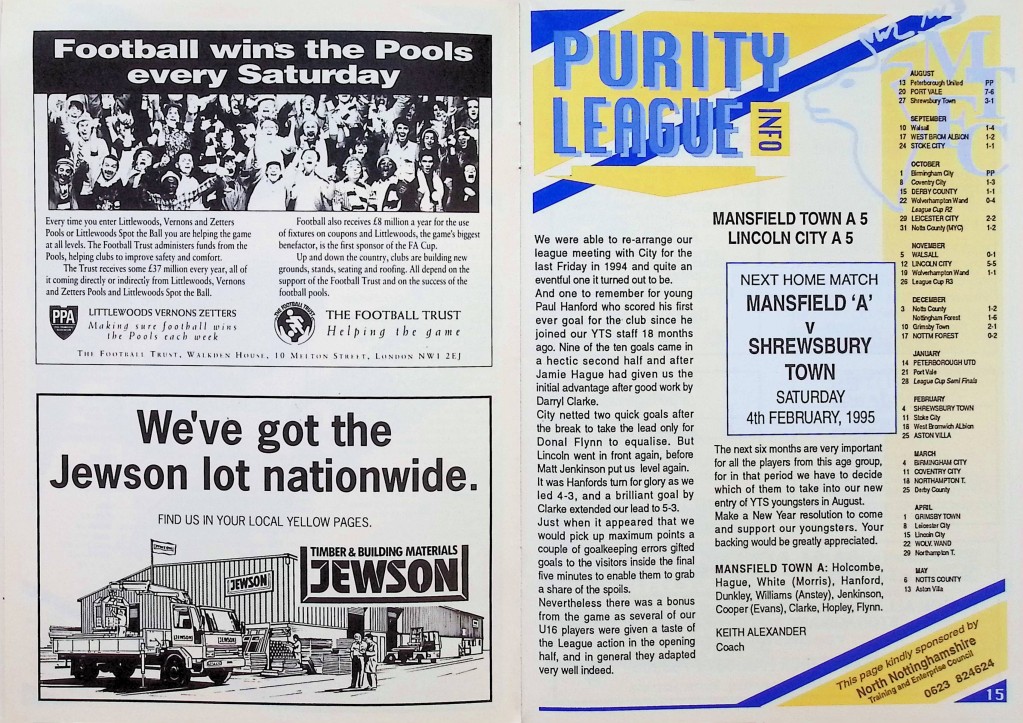 Football wins the Pools
every Saturday
Every time you enter Littlewoods, Vernons and Zetters
Pools or Littlewoods Spot the Ball you are helping the game
at all levels. The Football Trust administers funds from the
Pools, helping clubs to improve safety and comfort.
The Trust receives some £37 million every year, all of
it coming directly or indirectly from Littlewoods, Vernons
and Zetters Pools and Littlewoods Spot the Ball.
Football also receives £8 million a year for the use
of fixtures on coupons and Littlewoods, the game's biggest
benefactor, is the first sponsor of the FA Cup.
Up and down the country, clubs are building new
grounds, stands, seating and roofing. All depend on the
support of the Football Trust and on the success of the
football pools.
PPA
LITTLEWOODS VERNONS ZETTERS
Making sure football wins
the Pools each week
THE FOOTBALL TRUST
THE FOOTBALL TRUST
Helping the game
THE FOOTBALL TRUST, WALKDEN HOUSE, 10 MELTON STREET, LONDON NW1 2EJ
We've got the
Jewson lot nationwide.
FIND US IN YOUR LOCAL YELLOW PAGES.
TIMBER & BUILDING MATERIALS
JEWSON
JEWSON
JEWSON
PURITY
LEAGUE
INFO
MTFC
MANSFIELD TOWN A 5
LINCOLN CITY A 5
We were able to re-arrange our
league meeting with City for the
last Friday in 1994 and quite an
eventful one it turned out to be.
And one to remember for young
Paul Hanford who scored his first
ever goal for the club since he
joined our YTS staff 18 months
ago. Nine of the ten goals came in
a hectic second half and after
Jamie Hague had given us the
initial advantage after good work by
Darryl Clarke.
City netted two quick goals after
the break to take the lead only for
Donal Flynn to equalise. But
Lincoln went in front again, before
Matt Jenkinson put us level again.
It was Hanfords turn for glory as we
led 4-3, and a brilliant goal by
Clarke extended our lead to 5-3.
Just when it appeared that we
would pick up maximum points a
couple of goalkeeping errors gifted
goals to the visitors inside the final
five minutes to enable them to grab
a share of the spoils.
Nevertheless there was a bonus
from the game as several of our
U16 players were given a taste of
the League action in the opening
half, and in general they adapted
very well indeed.
NEXT HOME MATCH
MANSFIELD 'A'
v
SHREWSBURY
TOWN
SATURDAY
4th FEBRUARY, 1995
The next six months are very important
for all the players from this age group,
for in that period we have to decide
which of them to take into our new
entry of YTS youngsters in August.
Make a New Year resolution to come
and support our youngsters. Your
backing would be greatly appreciated.
MANSFIELD TOWN A: Holcombe,
Hague, White (Morris), Hanford,
Dunkley, Williams (Anstey), Jenkinson,
Cooper (Evans), Clarke, Hopley, Flynn.
KEITH ALEXANDER
Coach
AUGUST
13 Peterborough United PP
20 PORT VALE 7-6
27 Shrewsbury Town 3-1
SEPTEMBER
10 Walsall 1-4
17 WEST BROM ALBION 1-2
24 STOKE CITY 1-1
OCTOBER
1 Birmingham City PP
8 Coventry City 1-3
15 DERBY COUNTY 1-1
22 Wolverhampton Wand 0-4
League Cup R2
29 LEICESTER CITY 2-2
31 Notts County (MYC) 1-2
NOVEMBER
5 WALSALL 0-1
12 LINCOLN CITY 5-5
19 Wolverhampton Wand 1-1
26 League Cup R3
DECEMBER
3 Notts County 1-2
Nottingham Forest 1-6
10 Grimsby Town 2-1
17 NOTTM FOREST 0-2
JANUARY
14 PETERBOROUGH UTD
21 Port Vale
28 League Cup Semi Finals
FEBRUARY
4 SHREWSBURY TOWN
11 Stoke City
18 West Bromwich Albion
25 ASTON VILLA
MARCH
4 BIRMINGHAM CITY
11 COVENTRY CITY
18 NORTHAMPTON T.
25 Derby County
APRIL
1 GRIMSBY TOWN
8 Leicester City
15 Lincoln City
22 WOLV. WAND
29 Northampton T.
MAY
6 NOTTS COUNTY
13 Aston Villa
This page kindly sponsored by
North Nottinghamshire
Training and Enterprise Council
0623 824624
15